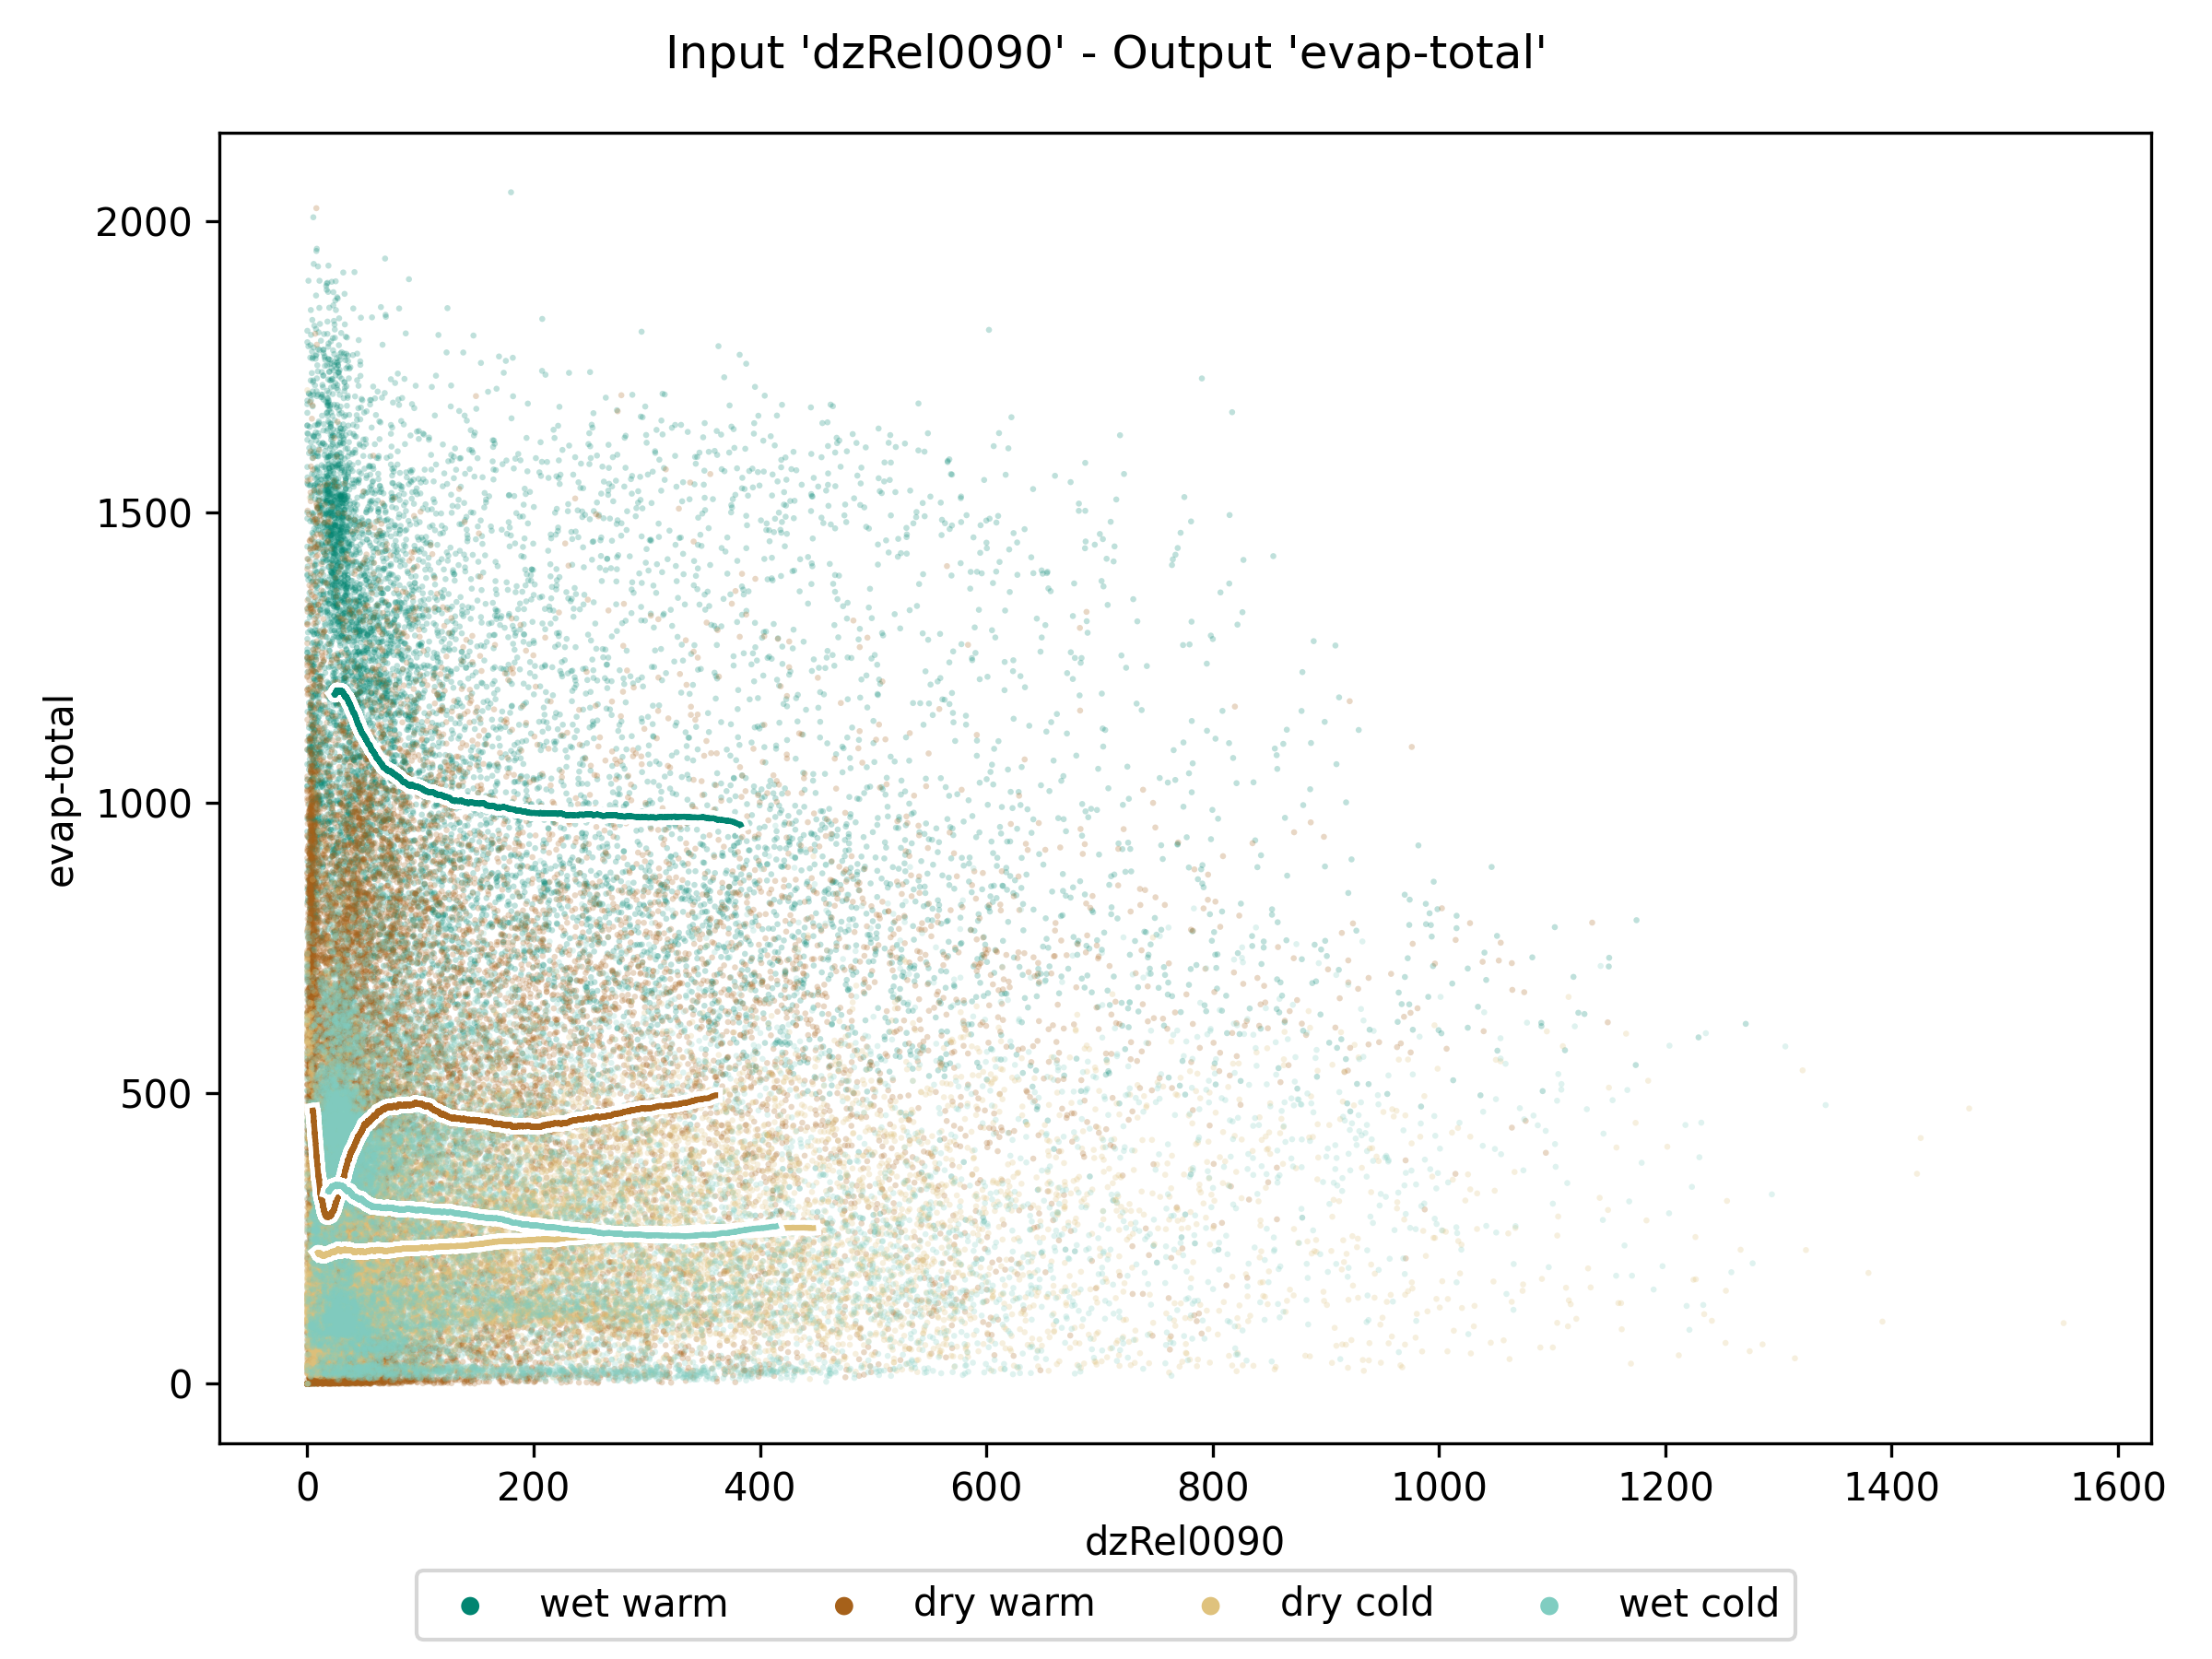 Input 'dzRel0090' - Output 'evap-total'
2000
1500
1000
500
0
evap-total
0 200 400 600 800 1000 1200 1400 1600
dzRel0090
wet warm dry warm dry cold wet cold